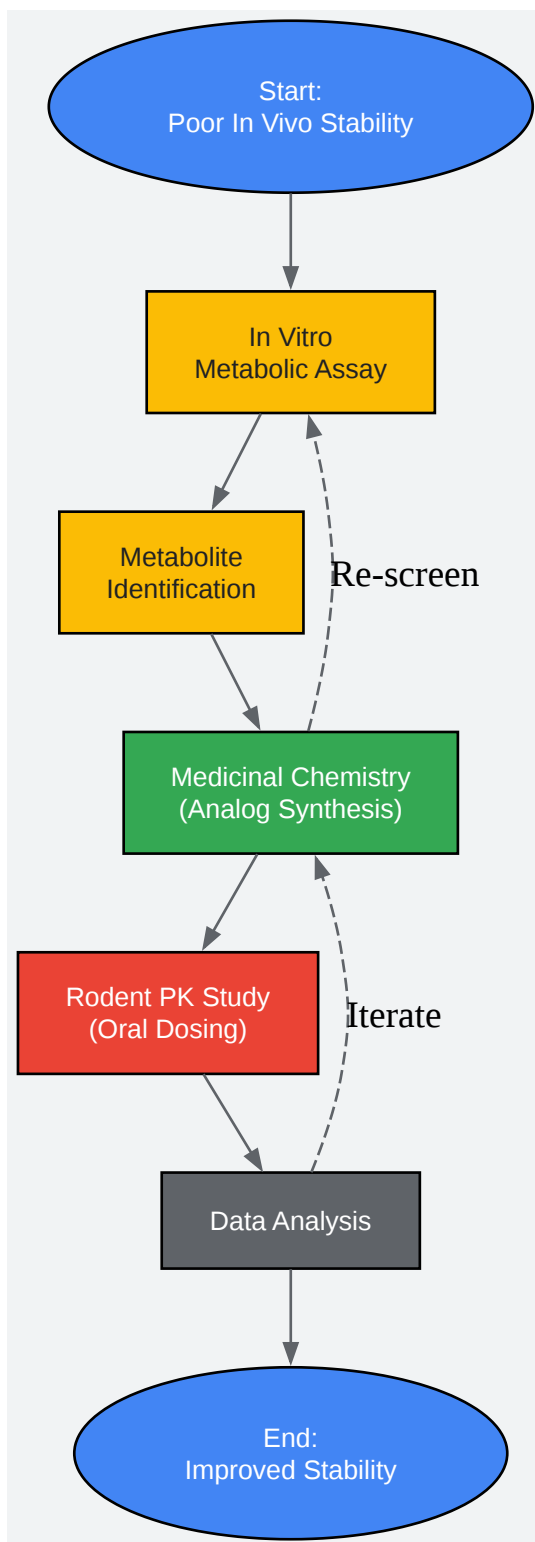 Start:
Poor In Vivo Stability
In Vitro
Metabolic Assay
Metabolite
Identification
Re-screen
Medicinal Chemistry
(Analog Synthesis)
Rodent PK Study
(Oral Dosing)
Iterate
Data Analysis
End:
Improved Stability